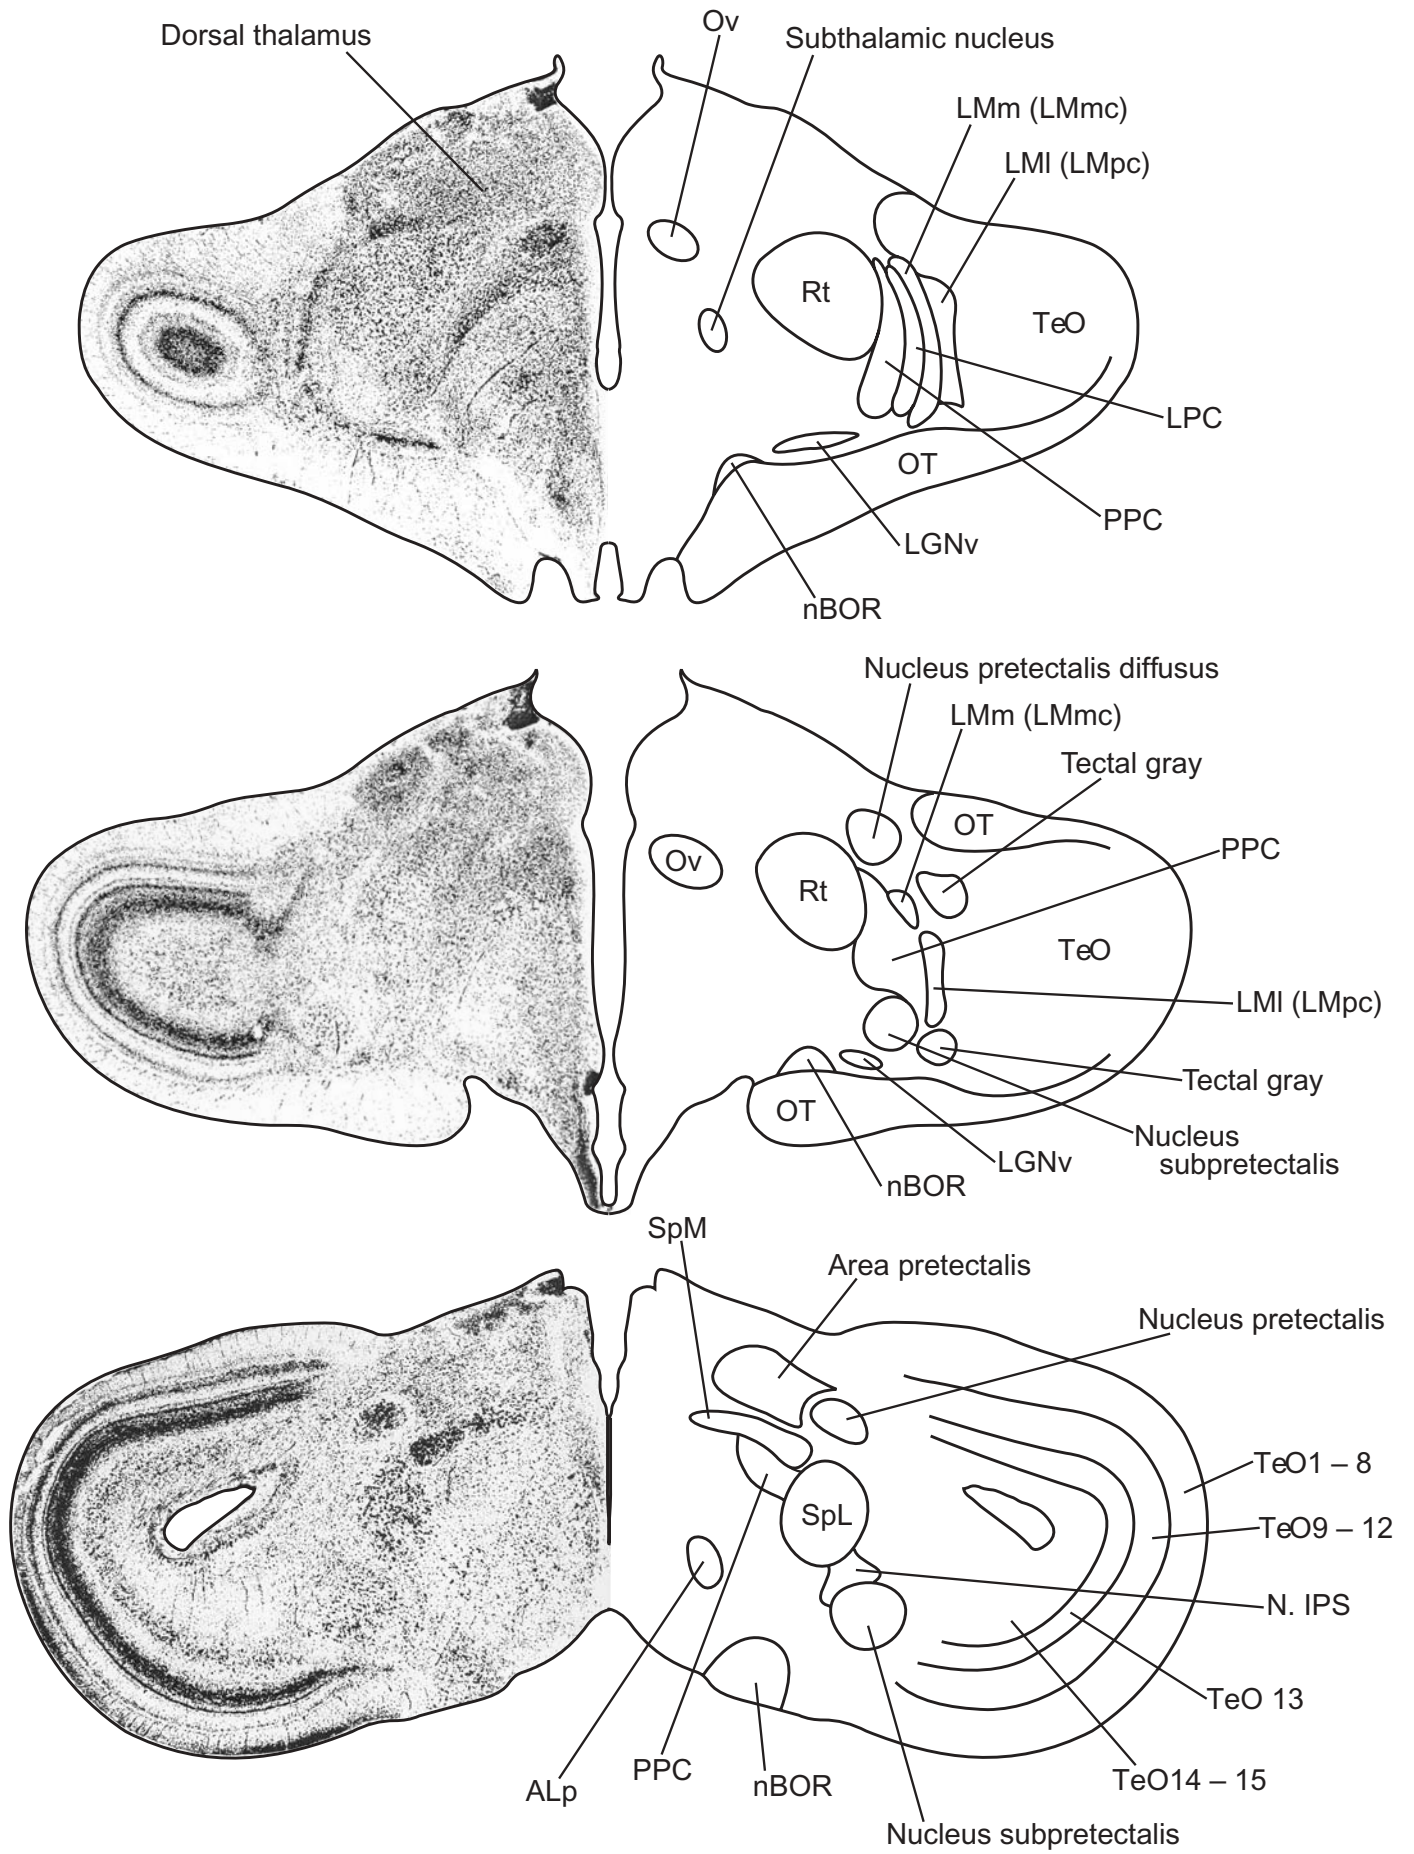 Dorsal thalamus
Ov
Subthalamic nucleus
LMm (LMmc)
LMl (LMpc)
Rt
TeO
LPC
OT
PPC
LGNv
nBOR
Nucleus pretectalis diffusus
LMm (LMmc)
Tectal gray
OT
PPC
Ov
Rt
TeO
LMl (LMpc)
Tectal gray
OT
Nucleus
subpretectalis
LGNv
nBOR
SpM
Area pretectalis
Nucleus pretectalis
TeO1 – 8
SpL
TeO9 – 12
N. IPS
TeO 13
PPC
nBOR
TeO14 – 15
ALp
Nucleus subpretectalis